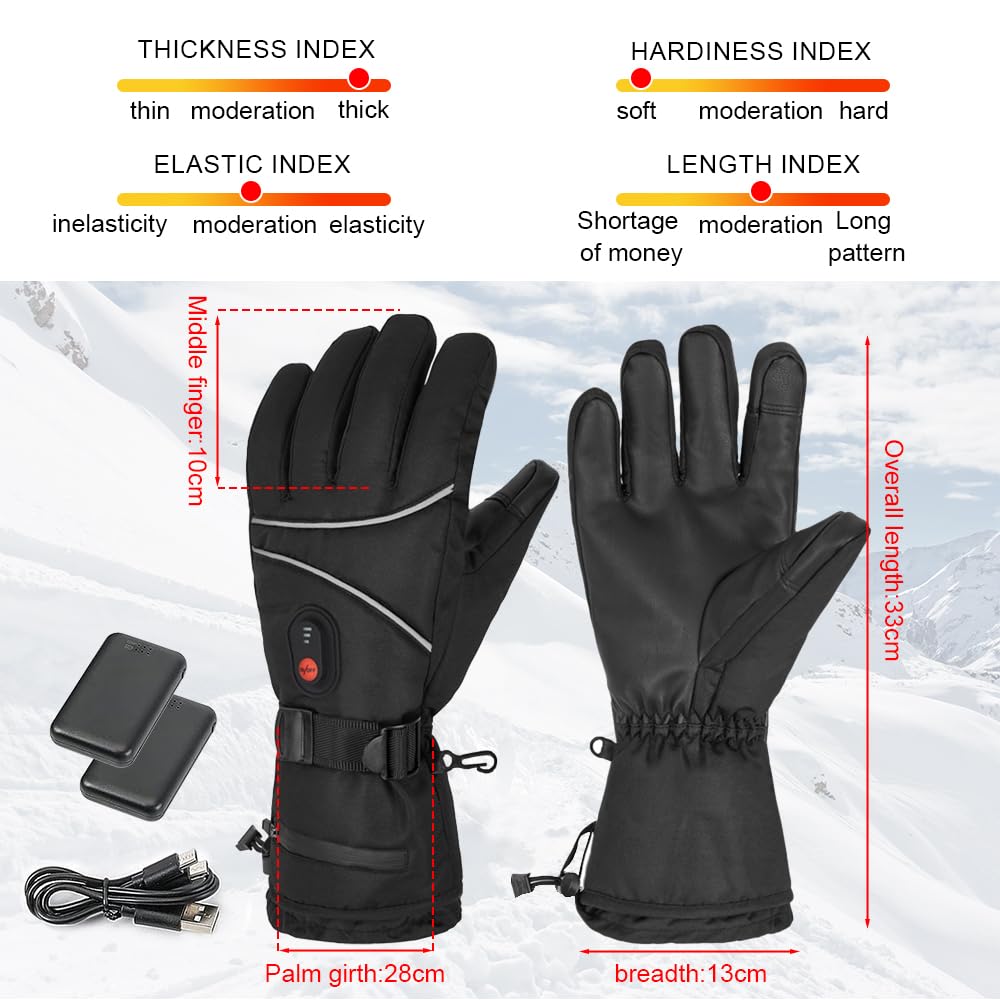 THICKNESS INDEX
thin moderation thick
HARDINESS INDEX
soft moderation hard
ELASTIC INDEX
inelasticity moderation elasticity
LENGTH INDEX
Shortage
of money
moderation
Long
pattern
Middle finger:10cm
Overall length:33cm
Palm girth:28cm
breadth:13cm